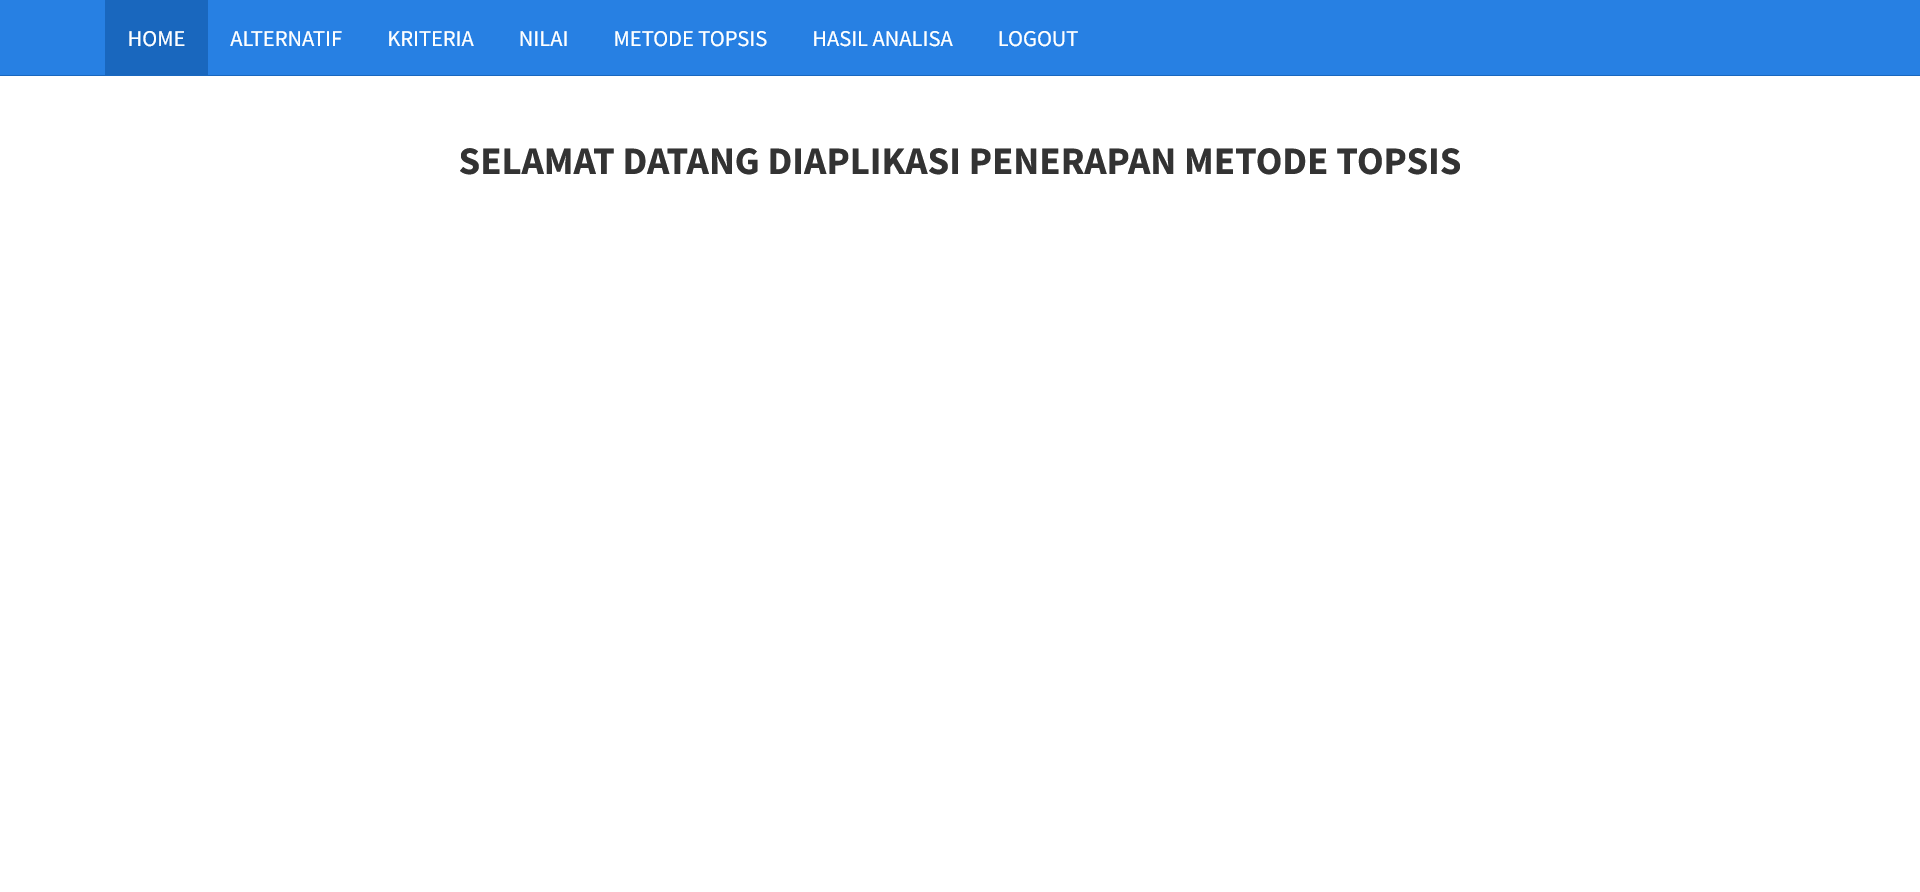 HOME ALTERNATIF KRITERIA NILAI METODE TOPSIS HASIL ANALISA LOGOUT
SELAMAT DATANG DIAPLIKASI PENERAPAN METODE TOPSIS